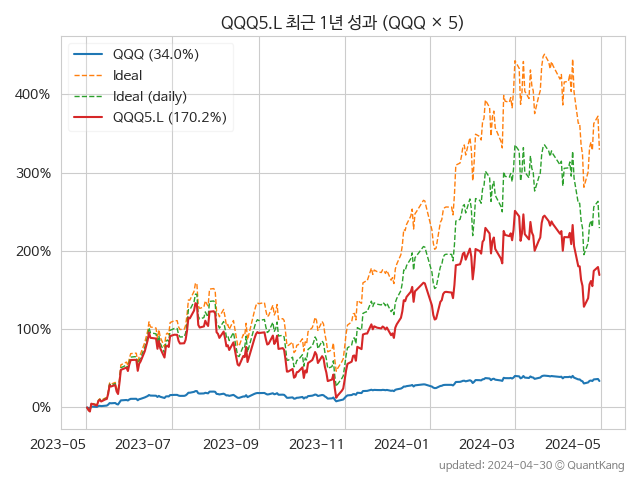 QQQ5.L 최근 1년 성과 (QQQ × 5)
QQQ (34.0%)
Ideal
Ideal (daily)
QQQ5.L (170.2%)
400%
300%
200%
100%
0%
2023-05 2023-07 2023-09 2023-11 2024-01 2024-03 2024-05
updated: 2024-04-30 © QuantKang